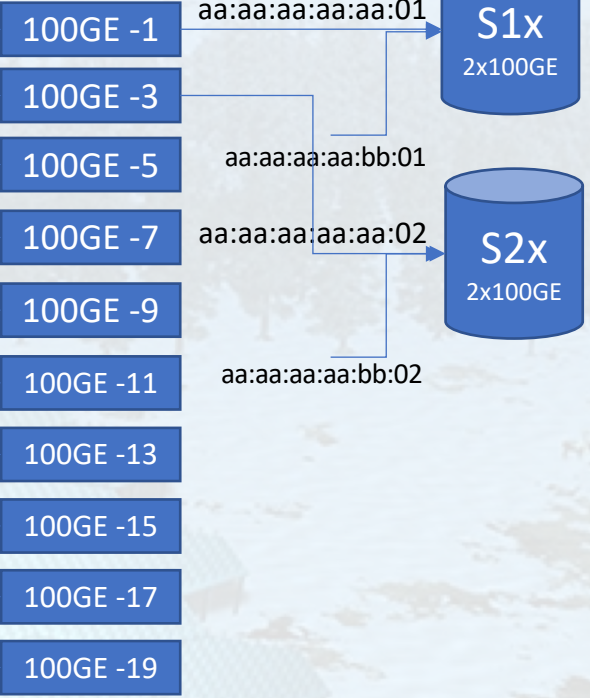 100GE -1
aa:aa:aa:aa:aa:01
S1x
2x100GE
100GE -3
100GE -5
aa:aa:aa:aa:bb:01
100GE -7
aa:aa:aa:aa:aa:02
S2x
2x100GE
100GE -9
100GE -11
aa:aa:aa:aa:bb:02
100GE -13
100GE -15
100GE -17
100GE -19